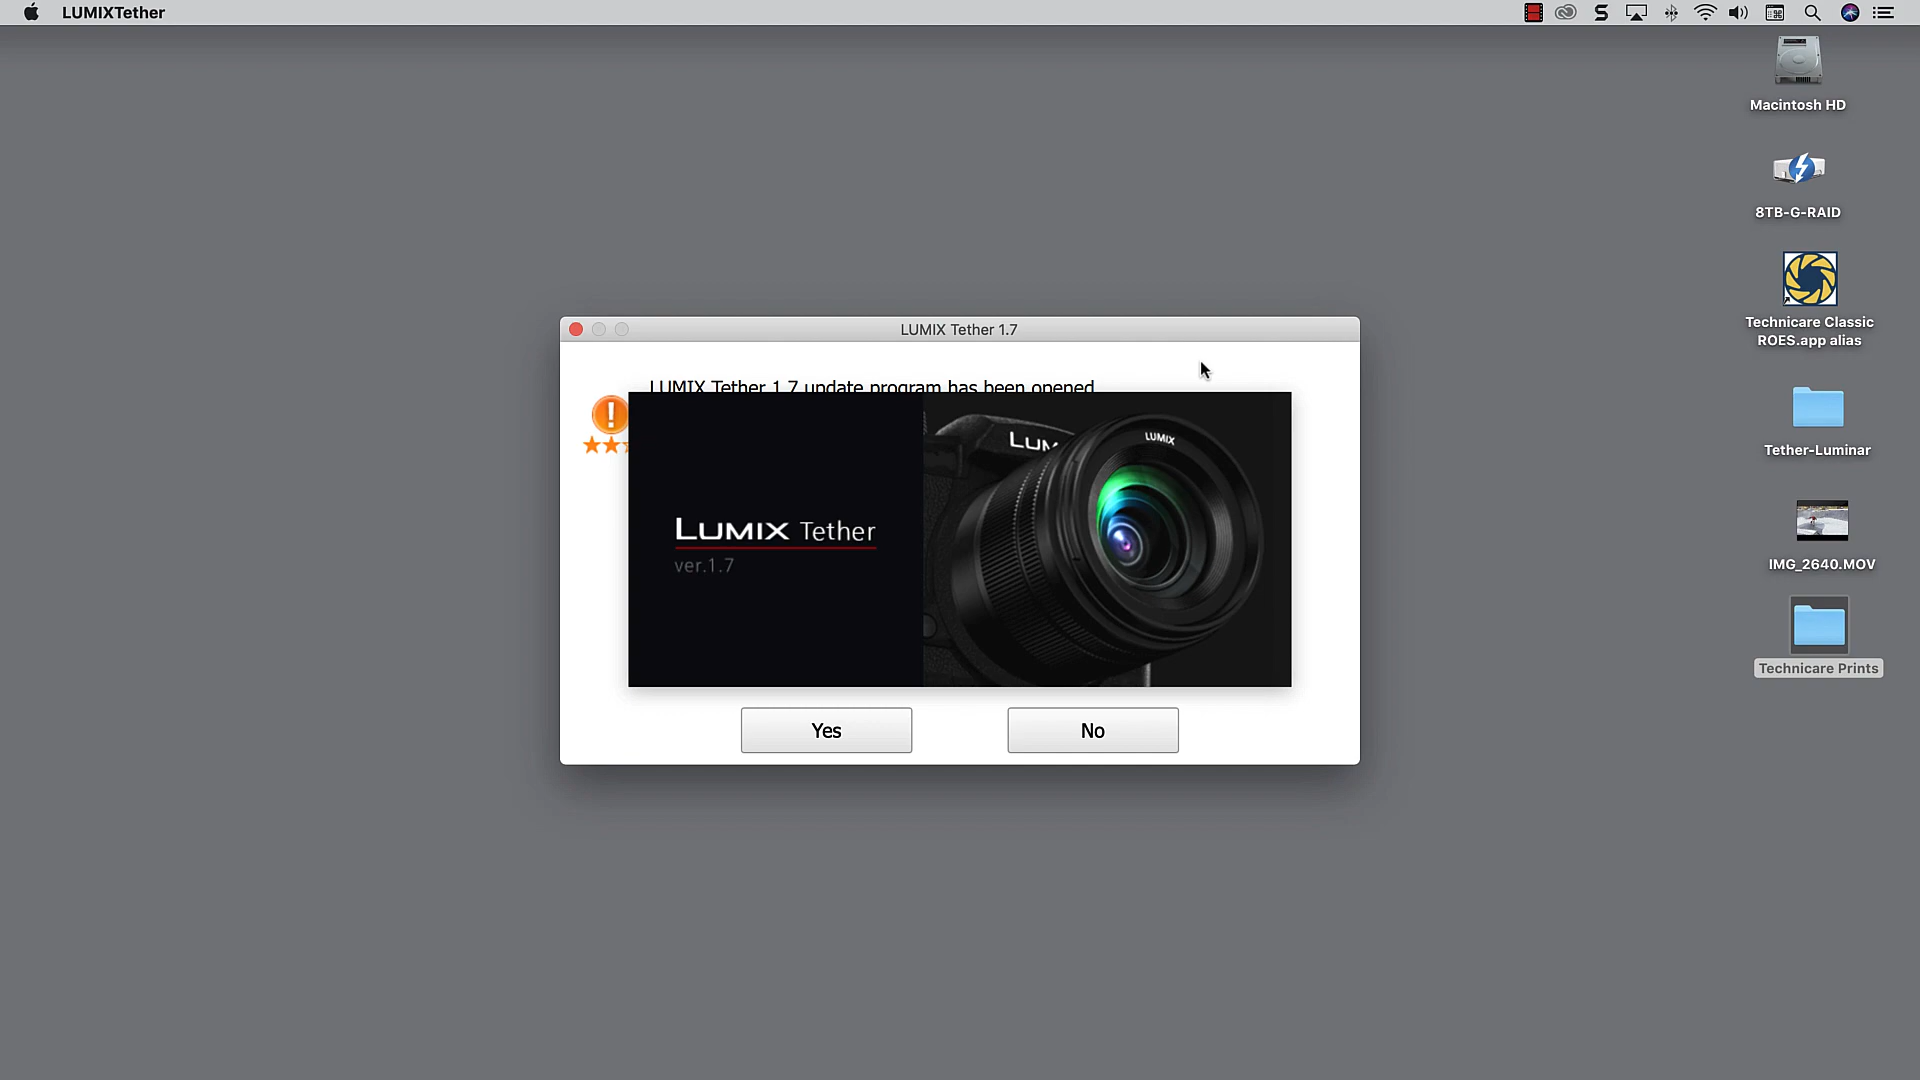 LUMIXTether
Macintosh HD
8TB-G-RAID
Technicare Classic
ROES.app alias
Tether-Luminar
IMG_2640.MOV
Technicare Prints
LUMIX Tether 1.7
LUMIX Tether 1.7 update program has been opened
LUMIX
LUMIX Tether
ver.1.7
Yes
No